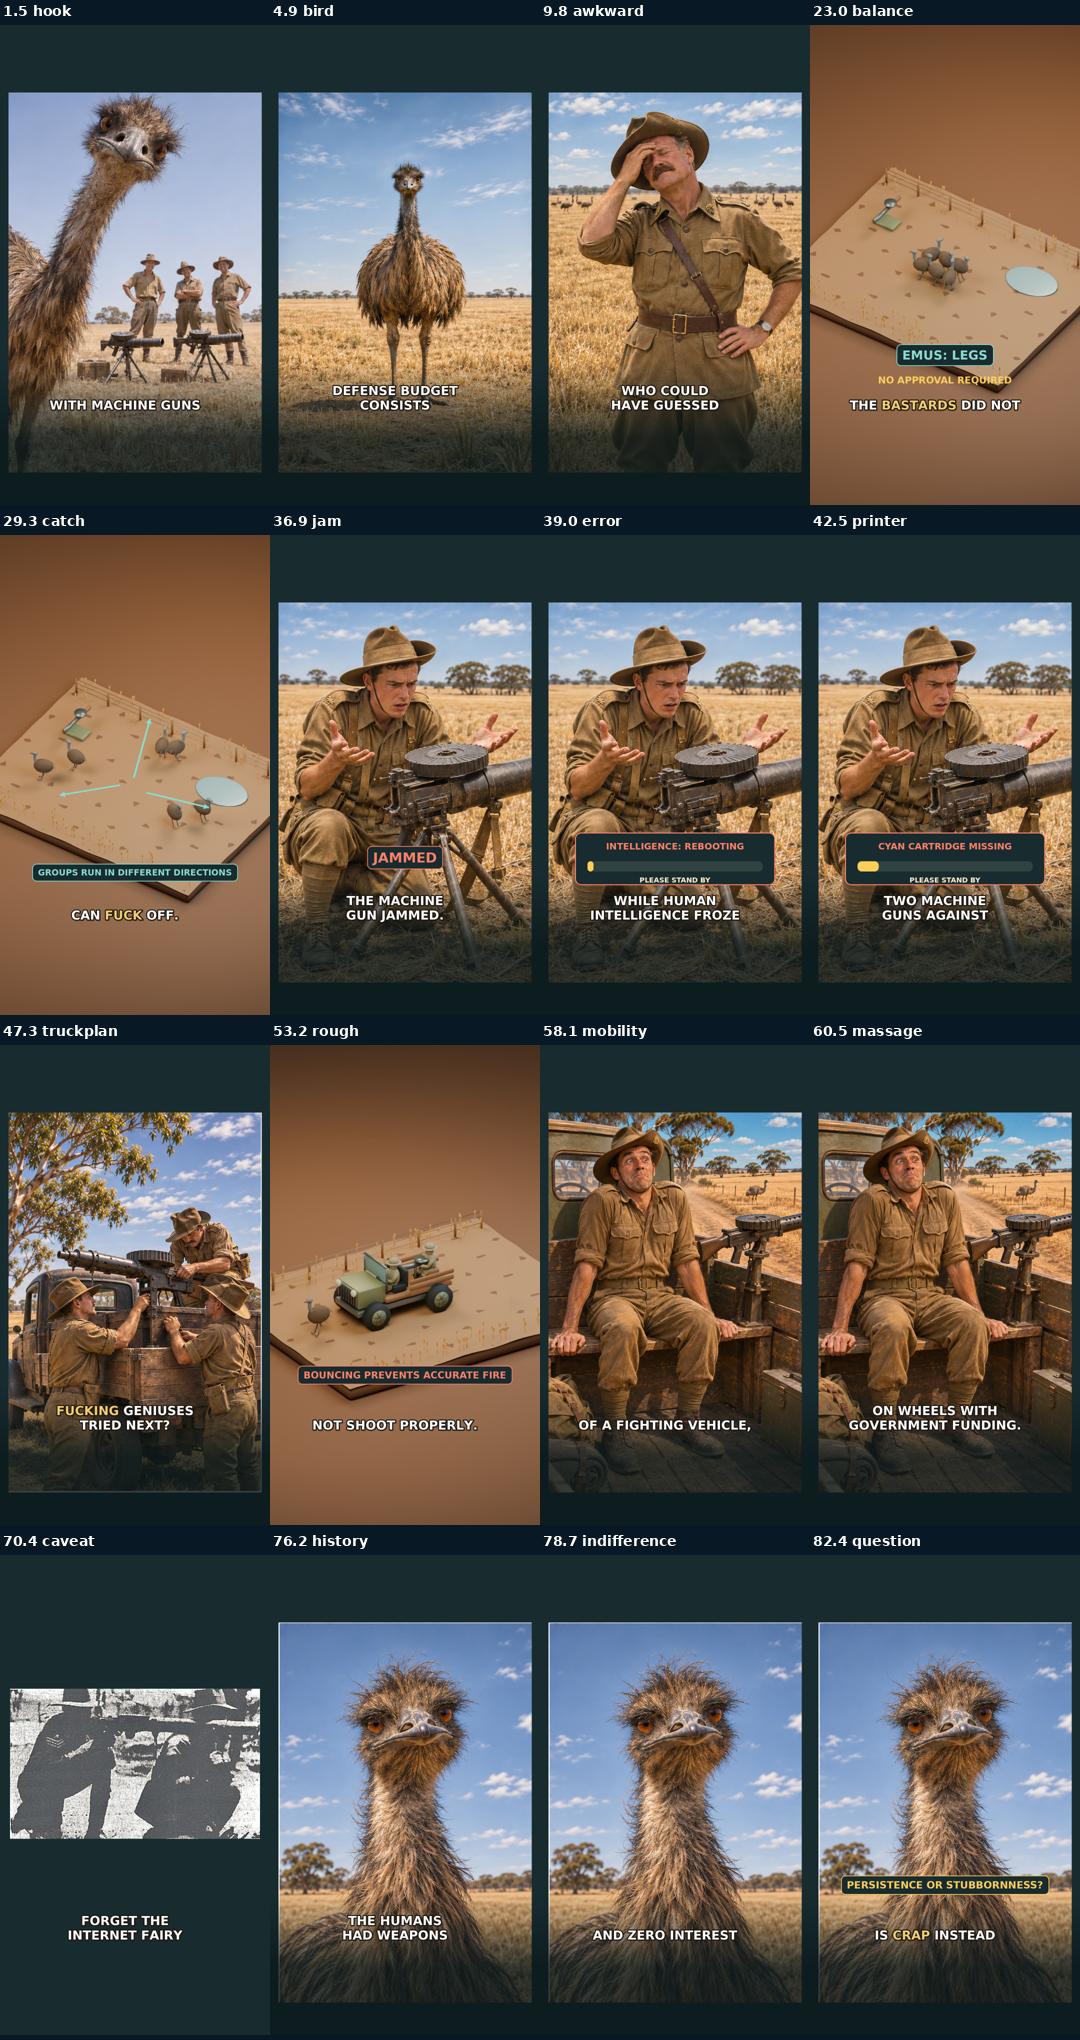 1.5 hook
4.9 bird
9.8 awkward
23.0 balance
WITH MACHINE GUNS
DEFENSE BUDGET
CONSISTS
WHO COULD
HAVE GUESSED
EMUS: LEGS
NO APPROVAL REQUIRED
THE BASTARDS DID NOT
29.3 catch
36.9 jam
39.0 error
42.5 printer
GROUPS RUN IN DIFFERENT DIRECTIONS
CAN FUCK OFF.
JAMMED
THE MACHINE
GUN JAMMED.
INTELLIGENCE: REBOOTING
PLEASE STAND BY
WHILE HUMAN
INTELLIGENCE FROZE
CYAN CARTRIDGE MISSING
PLEASE STAND BY
TWO MACHINE
GUNS AGAINST
47.3 truckplan
53.2 rough
58.1 mobility
60.5 massage
FUCKING GENIUSES
TRIED NEXT?
BOUNCING PREVENTS ACCURATE FIRE
NOT SHOOT PROPERLY.
OF A FIGHTING VEHICLE,
ON WHEELS WITH
GOVERNMENT FUNDING.
70.4 caveat
76.2 history
78.7 indifference
82.4 question
FORGET THE
INTERNET FAIRY
THE HUMANS
HAD WEAPONS
AND ZERO INTEREST
PERSISTENCE OR STUBBORNNESS?
IS CRAP INSTEAD